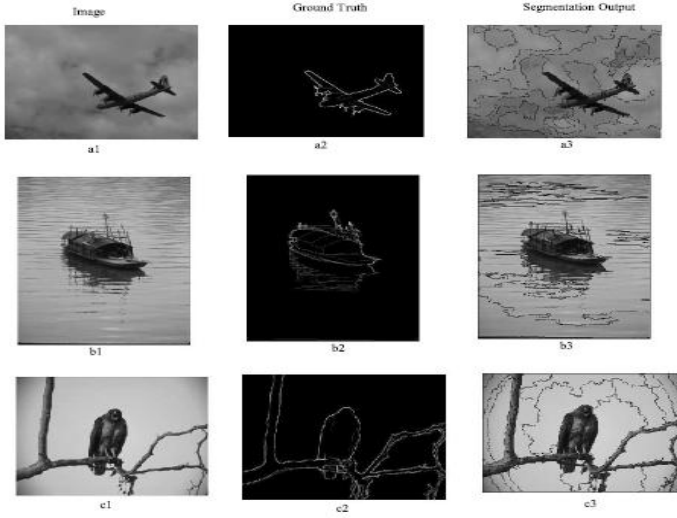 Image
Ground Truth
Segmentation Output
a1
a2
a3
b1
b2
b3
c1
c2
c3